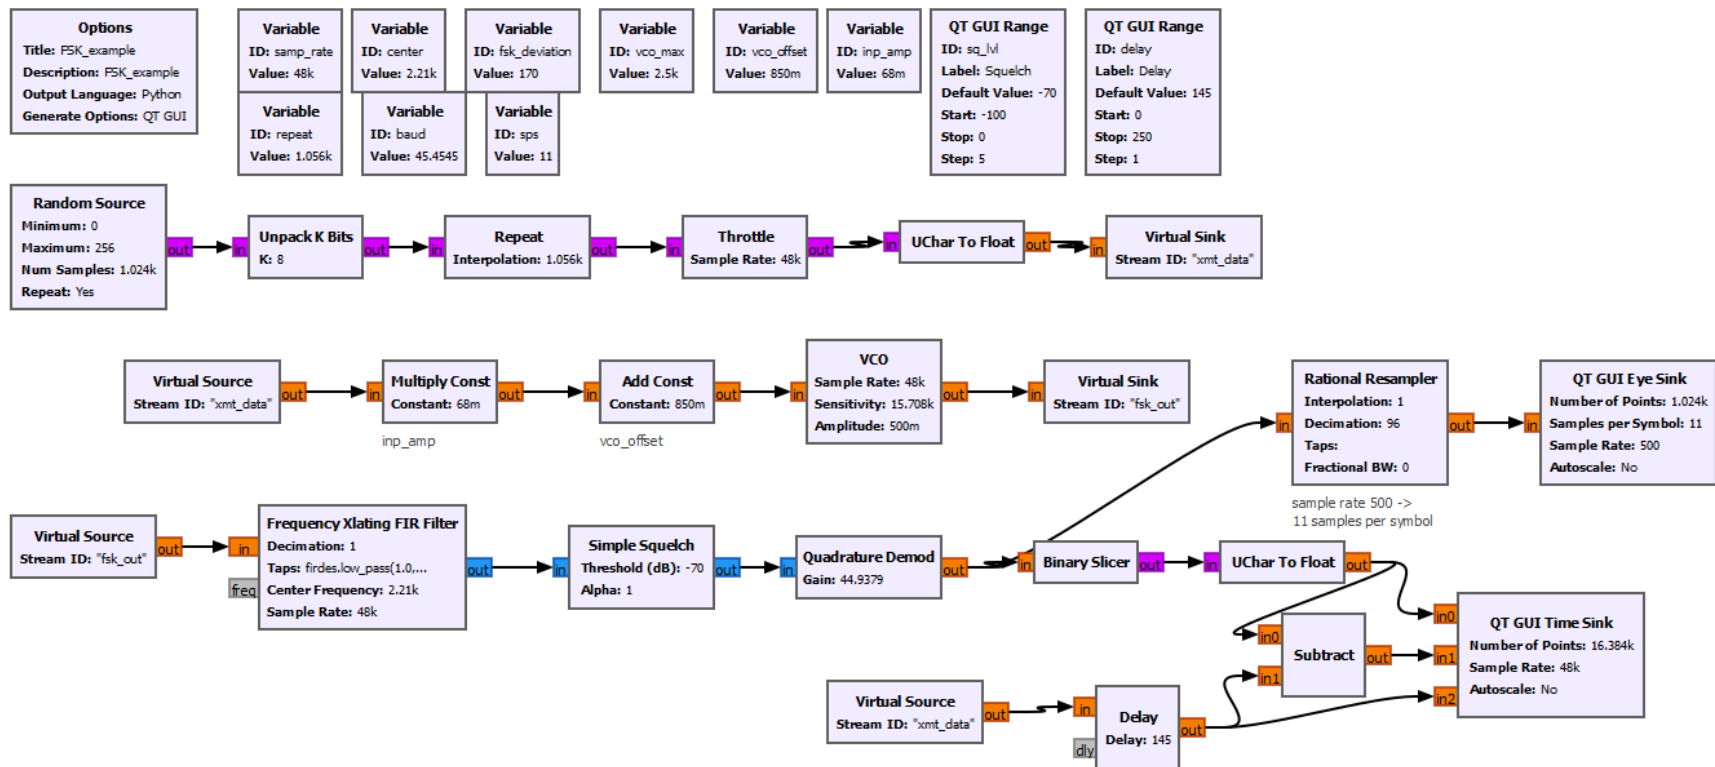 Options
Title: FSK_example
Description: FSK_example
Output Language: Python
Generate Options: QT GUI
Variable
ID: samp_rate
Value: 48k
Variable
ID: center
Value: 2.21k
Variable
ID: fsk_deviation
Value: 170
Variable
ID: vco_max
Value: 2.5k
Variable
ID: vco_offset
Value: 850m
Variable
ID: inp_amp
Value: 68m
QT GUI Range
ID: sq_lvl
Label: Squelch
Default Value: -70
Start: -100
Stop: 0
Step: 5
QT GUI Range
ID: delay
Label: Delay
Default Value: 145
Start: 0
Stop: 250
Step: 1
Variable
ID: repeat
Value: 1.056k
Variable
ID: baud
Value: 45.4545
Variable
ID: sps
Value: 11
Random Source
Minimum: 0
Maximum: 256
Num Samples: 1.024k
Repeat: Yes
out
in
Unpack K Bits
K: 8
out
in
Repeat
Interpolation: 1.056k
out
in
Throttle
Sample Rate: 48k
out
in
UChar To Float
out
in
Virtual Sink
Stream ID: "xmt_data"
Virtual Source
Stream ID: "xmt_data"
out
in
Multiply Const
Constant: 68m
out
inp_amp
in
Add Const
Constant: 850m
out
vco_offset
in
VCO
Sample Rate: 48k
Sensitivity: 15.708k
Amplitude: 500m
out
in
Virtual Sink
Stream ID: "fsk_out"
in
Rational Resampler
Interpolation: 1
Decimation: 96
Taps:
Fractional BW: 0
out
sample rate 500 ->
11 samples per symbol
in
QT GUI Eye Sink
Number of Points: 1.024k
Samples per Symbol: 11
Sample Rate: 500
Autoscale: No
Virtual Source
Stream ID: "fsk_out"
out
in
freq
Frequency Xlating FIR Filter
Decimation: 1
Taps: firdes.low_pass(1.0,...
Center Frequency: 2.21k
Sample Rate: 48k
out
in
Simple Squelch
Threshold (dB): -70
Alpha: 1
out
in
Quadrature Demod
Gain: 44.9379
out
in
Binary Slicer
out
in
UChar To Float
out
in0
in1
Subtract
out
in0
in1
in2
QT GUI Time Sink
Number of Points: 16.384k
Sample Rate: 48k
Autoscale: No
Virtual Source
Stream ID: "xmt_data"
out
in
dly
Delay
Delay: 145
out